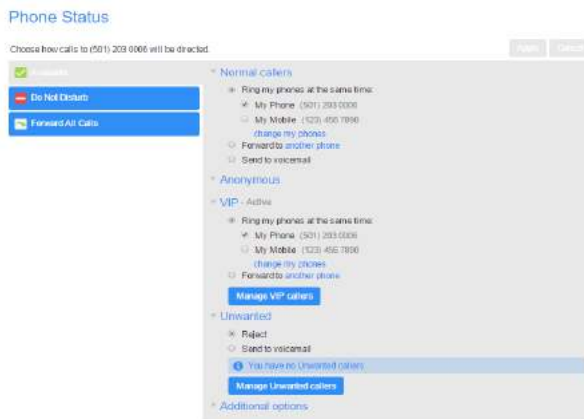 Phone Status
Choose how calls to (501) 203 0006 will be directed.
Apply Cancel
Available
Do Not Disturb
Forward All Calls
Normal callers
Ring my phones at the same time:
My Phone (501) 203 0006
My Mobile (123) 456 7890
change my phones
Forward to another phone
Send to voicemail
Anonymous
VIP - Active
Ring my phones at the same time:
My Phone (501) 203 0006
My Mobile (123) 456 7890
change my phones
Forward to another phone
Manage VIP callers
Unwanted
Reject
Send to voicemail
You have no Unwanted callers
Manage Unwanted callers
Additional options